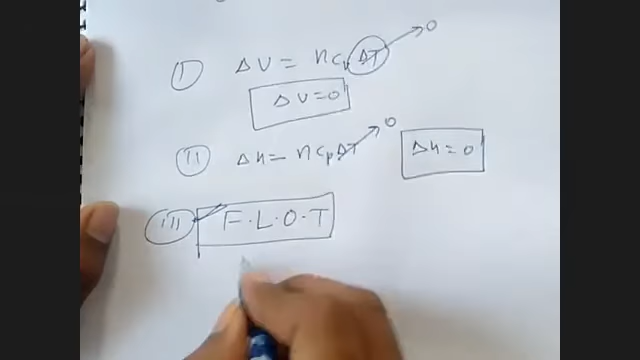 I ΔU = nCvΔT → 0
ΔU = 0
II ΔH = nCpΔT → 0 ΔH = 0
III F.L.O.T